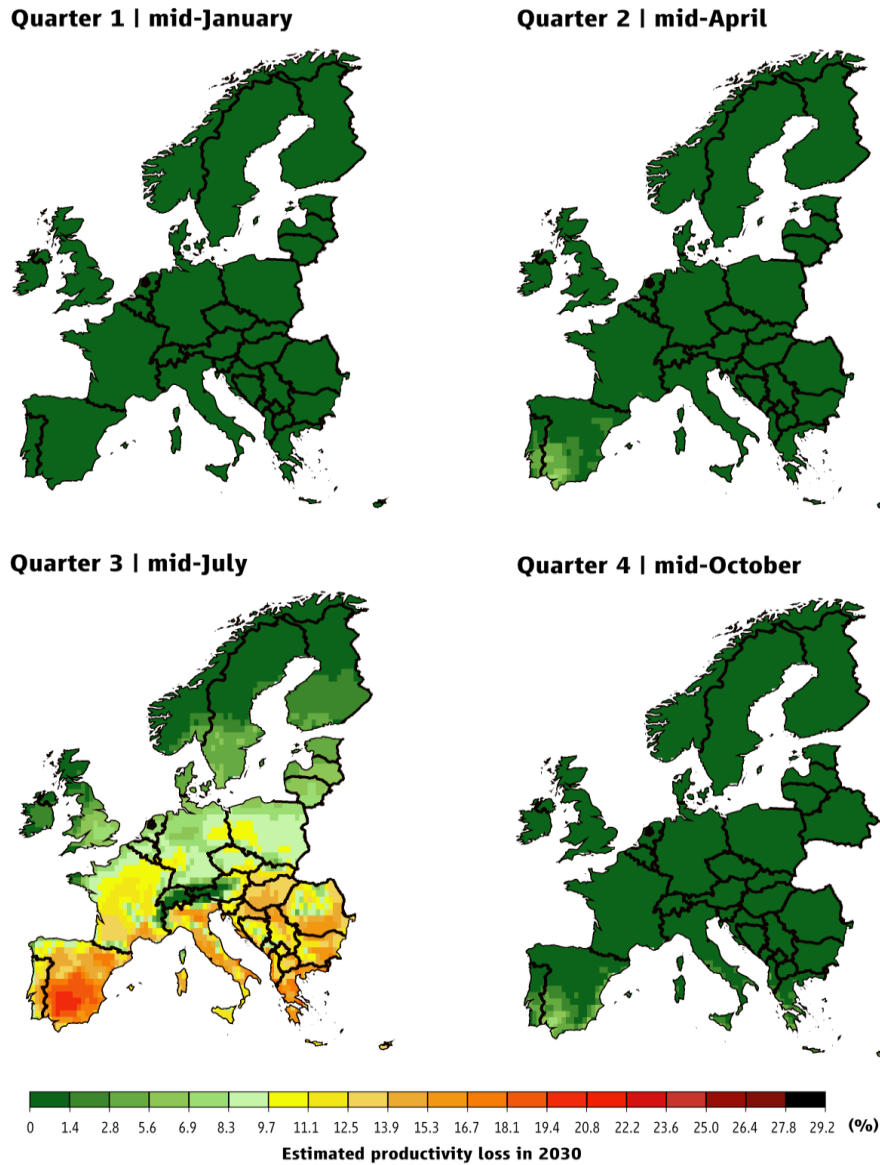 Quarter 1 | mid-January
Quarter 2 | mid-April
Quarter 3 | mid-July
Quarter 4 | mid-October
0 1.4 2.8 5.6 6.9 8.3 9.7 11.1 12.5 13.9 15.3 16.7 18.1 19.4 20.8 22.2 23.6 25.0 26.4 27.8 29.2 (%)
Estimated productivity loss in 2030